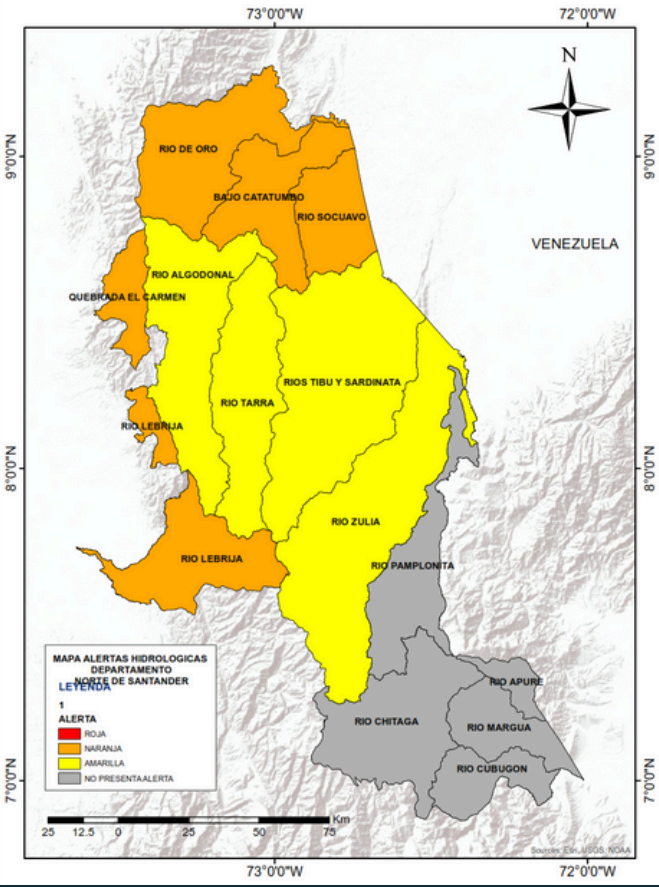 73°0'0"W
72°0'0"W
N
9°0'0"N
9°0'0"N
RIO DE ORO
BAJO CATATUMBO
RIO SOCUAVO
VENEZUELA
RIO ALGODONAL
QUEBRADA EL CARMEN
RIOS TIBU Y SARDINATA
RIO TARRA
RIO LEBRIJA
8°0'0"N
8°0'0"N
RIO ZULIA
RIO LEBRIJA
RIO PAMPLONITA
MAPA ALERTAS HIDROLOGICAS
DEPARTAMENTO
NORTE DE SANTANDER
LEYENDA
1
ALERTA
ROJA
NARANJA
AMARILLA
NO PRESENTA ALERTA
RIO APURE
RIO CHITAGA
RIO MARGUA
RIO CUBUGON
7°0'0"N
7°0'0"N
25 12.5 0 25 50 75
Km
Sources: Esri, USGS, NOAA
73°0'0"W
72°0'0"W